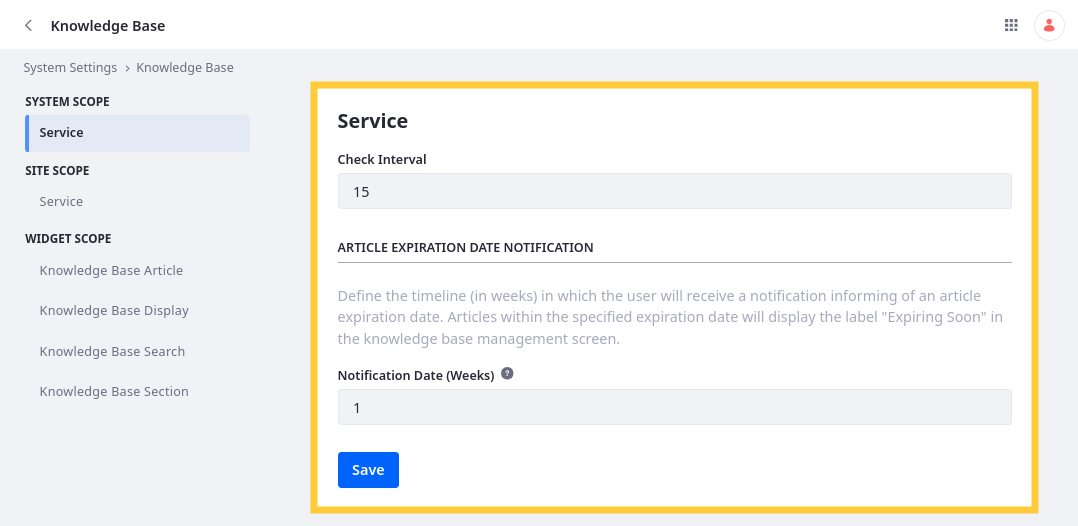 Knowledge Base
System Settings › Knowledge Base
SYSTEM SCOPE
Service
SITE SCOPE
Service
WIDGET SCOPE
Knowledge Base Article
Knowledge Base Display
Knowledge Base Search
Knowledge Base Section
Service
Check Interval
15
ARTICLE EXPIRATION DATE NOTIFICATION
Define the timeline (in weeks) in which the user will receive a notification informing of an article
expiration date. Articles within the specified expiration date will display the label "Expiring Soon" in
the knowledge base management screen.
Notification Date (Weeks) ?
1
Save